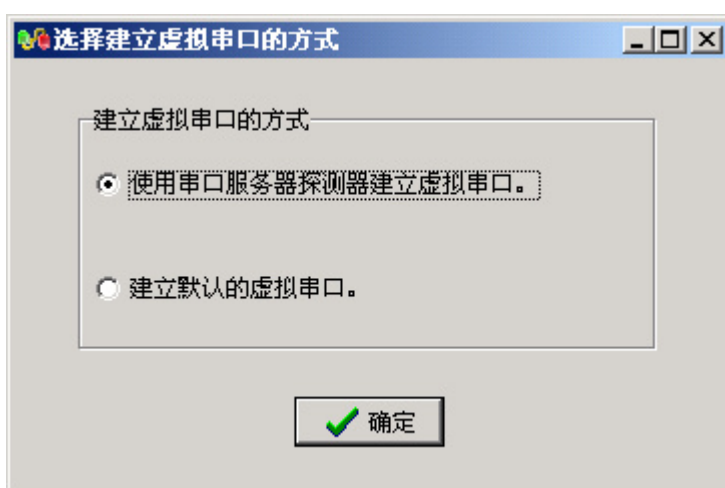 选择建立虚拟串口的方式
建立虚拟串口的方式
使用串口服务器探测器建立虚拟串口。
建立默认的虚拟串口。
确定